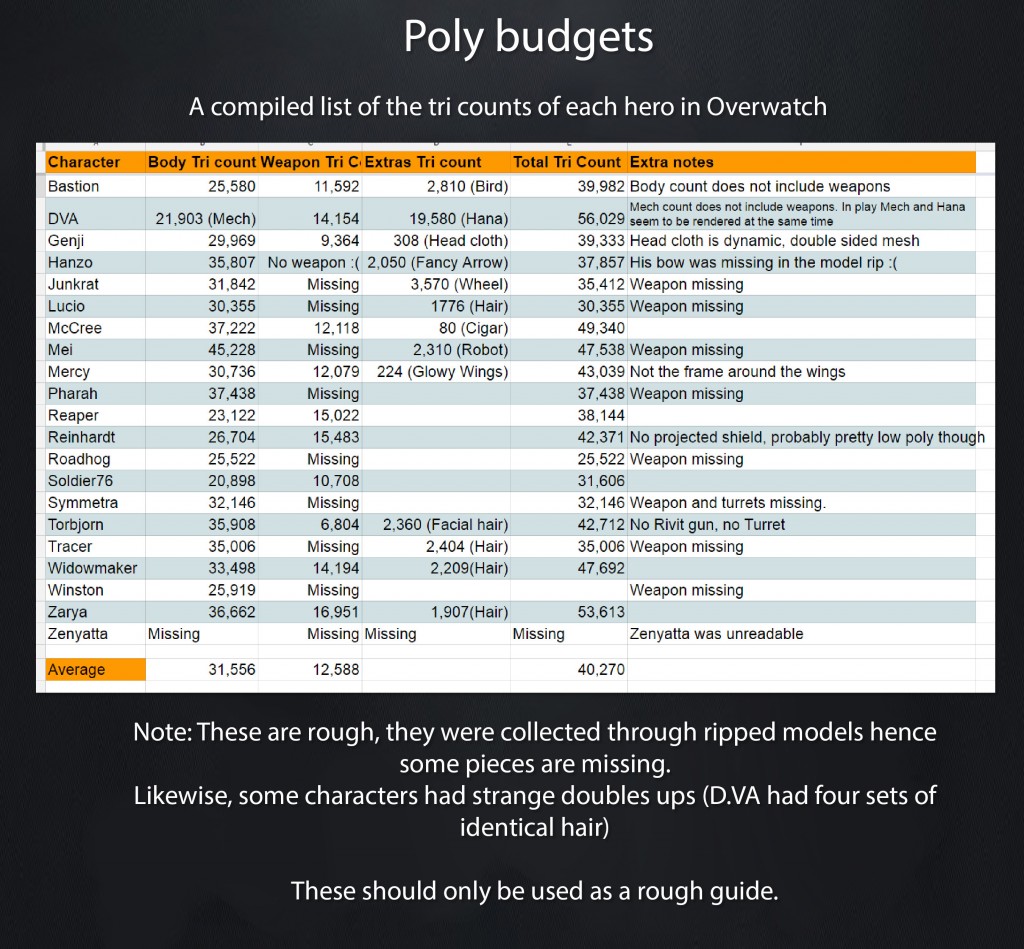 Poly budgets
A compiled list of the tri counts of each hero in Overwatch
Character Body Tri count Weapon Tri C Extras Tri count Total Tri Count Extra notes
Bastion 25,580 11,592 2,810 (Bird) 39,982 Body count does not include weapons
DVA 21,903 (Mech) 14,154 19,580 (Hana) 56,029 Mech count does not include weapons. In play Mech and Hana
seem to be rendered at the same time
Genji 29,969 9,364 308 (Head cloth) 39,333 Head cloth is dynamic, double sided mesh
Hanzo 35,807 No weapon :( 2,050 (Fancy Arrow) 37,857 His bow was missing in the model rip :(
Junkrat 31,842 Missing 3,570 (Wheel) 35,412 Weapon missing
Lucio 30,355 Missing 1776 (Hair) 30,355 Weapon missing
McCree 37,222 12,118 80 (Cigar) 49,340
Mei 45,228 Missing 2,310 (Robot) 47,538 Weapon missing
Mercy 30,736 12,079 224 (Glowy Wings) 43,039 Not the frame around the wings
Pharah 37,438 Missing 37,438 Weapon missing
Reaper 23,122 15,022 38,144
Reinhardt 26,704 15,483 42,371 No projected shield, probably pretty low poly though
Roadhog 25,522 Missing 25,522 Weapon missing
Soldier76 20,898 10,708 31,606
Symmetra 32,146 Missing 32,146 Weapon and turrets missing.
Torbjorn 35,908 6,804 2,360 (Facial hair) 42,712 No Rivit gun, no Turret
Tracer 35,006 Missing 2,404 (Hair) 35,006 Weapon missing
Widowmaker 33,498 14,194 2,209(Hair) 47,692
Winston 25,919 Missing Weapon missing
Zarya 36,662 16,951 1,907(Hair) 53,613
Zenyatta Missing Missing Missing Missing Zenyatta was unreadable
Average 31,556 12,588 40,270
Note: These are rough, they were collected through ripped models hence
some pieces are missing.
Likewise, some characters had strange doubles ups (D.VA had four sets of
identical hair)
These should only be used as a rough guide.